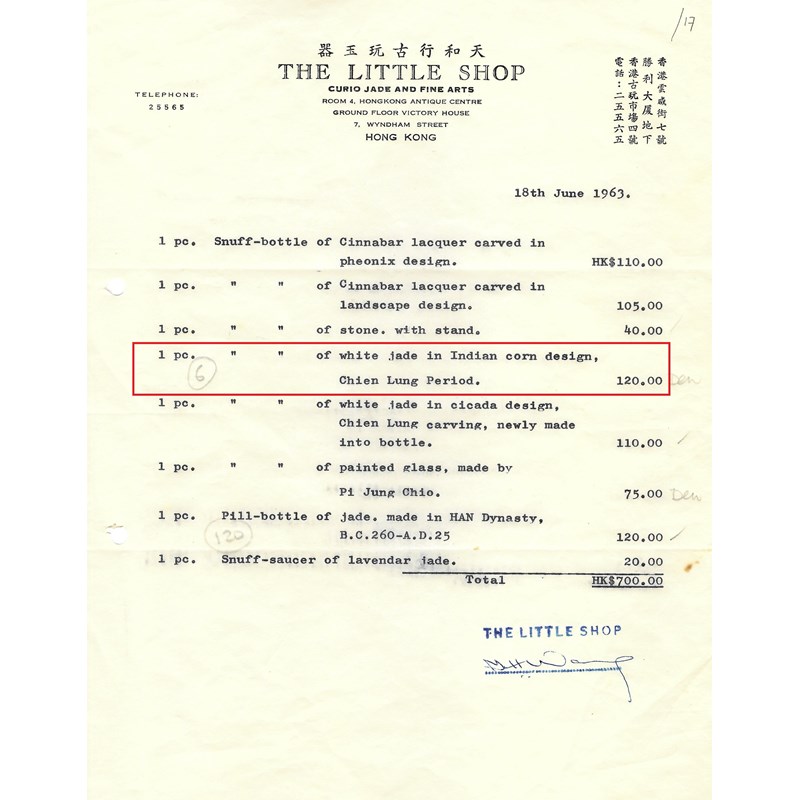 /17
天和行古玩玉器
THE LITTLE SHOP
CURIO JADE AND FINE ARTS
ROOM 4, HONGKONG ANTIQUE CENTRE
GROUND FLOOR VICTORY HOUSE
7, WYNDHAM STREET
HONG KONG
TELEPHONE:
25565
香港雲咸街七號
勝利大厦地下
香港古玩市場四號
電話：二五五六五
18th June 1963.
1 pc. Snuff-bottle of Cinnabar lacquer carved in
pheonix design. HK$110.00
1 pc. " " of Cinnabar lacquer carved in
landscape design. 105.00
1 pc. " " of stone. with stand. 40.00
1 pc. " " of white jade in Indian corn design,
6 Chien Lung Period. 120.00 Den
1 pc. " " of white jade in cicada design,
Chien Lung carving, newly made
into bottle. 110.00
1 pc. " " of painted glass, made by
Pi Jung Chio. 75.00 Den
1 pc. Pill-bottle of jade. made in HAN Dynasty,
130 B.C.260-A.D.25 120.00
1 pc. Snuff-saucer of lavendar jade. 20.00
Total HK$700.00
THE LITTLE SHOP